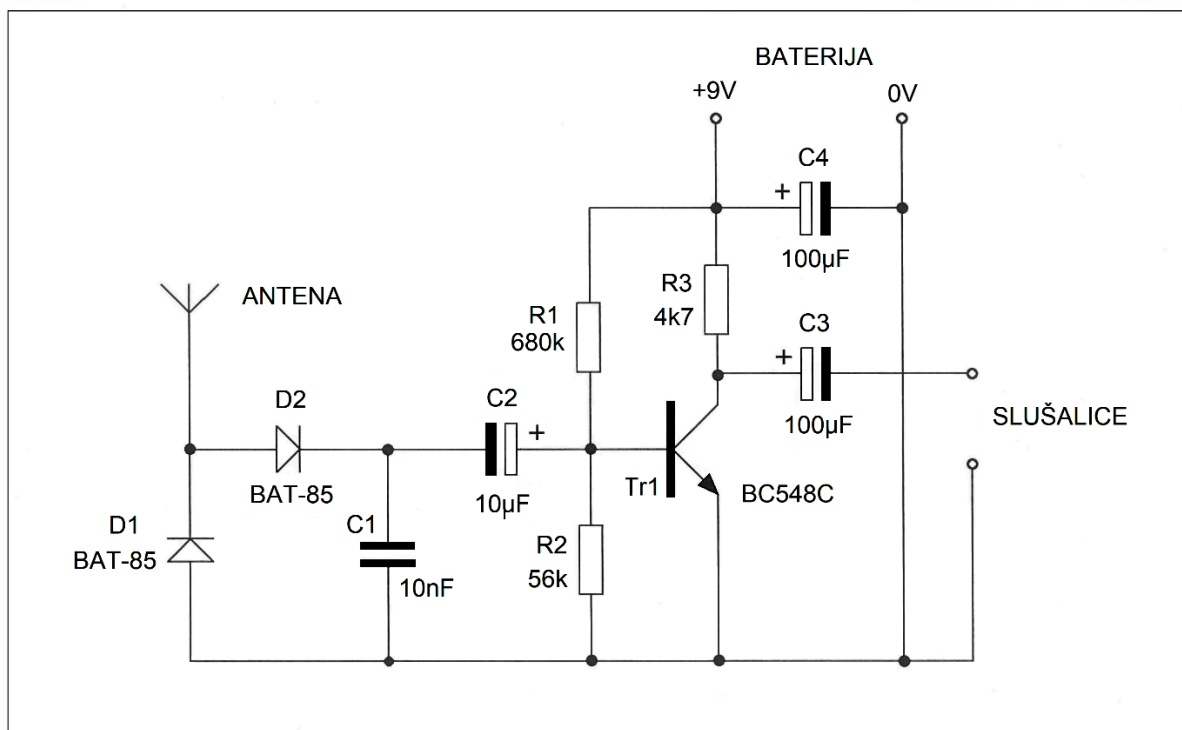 BATERIJA
+9V
0V
C4
+
100µF
ANTENA
R1
680k
R3
4k7
C3
+
100µF
SLUŠALICE
D2
BAT-85
C2
+
10µF
Tr1
BC548C
D1
BAT-85
C1
10nF
R2
56k